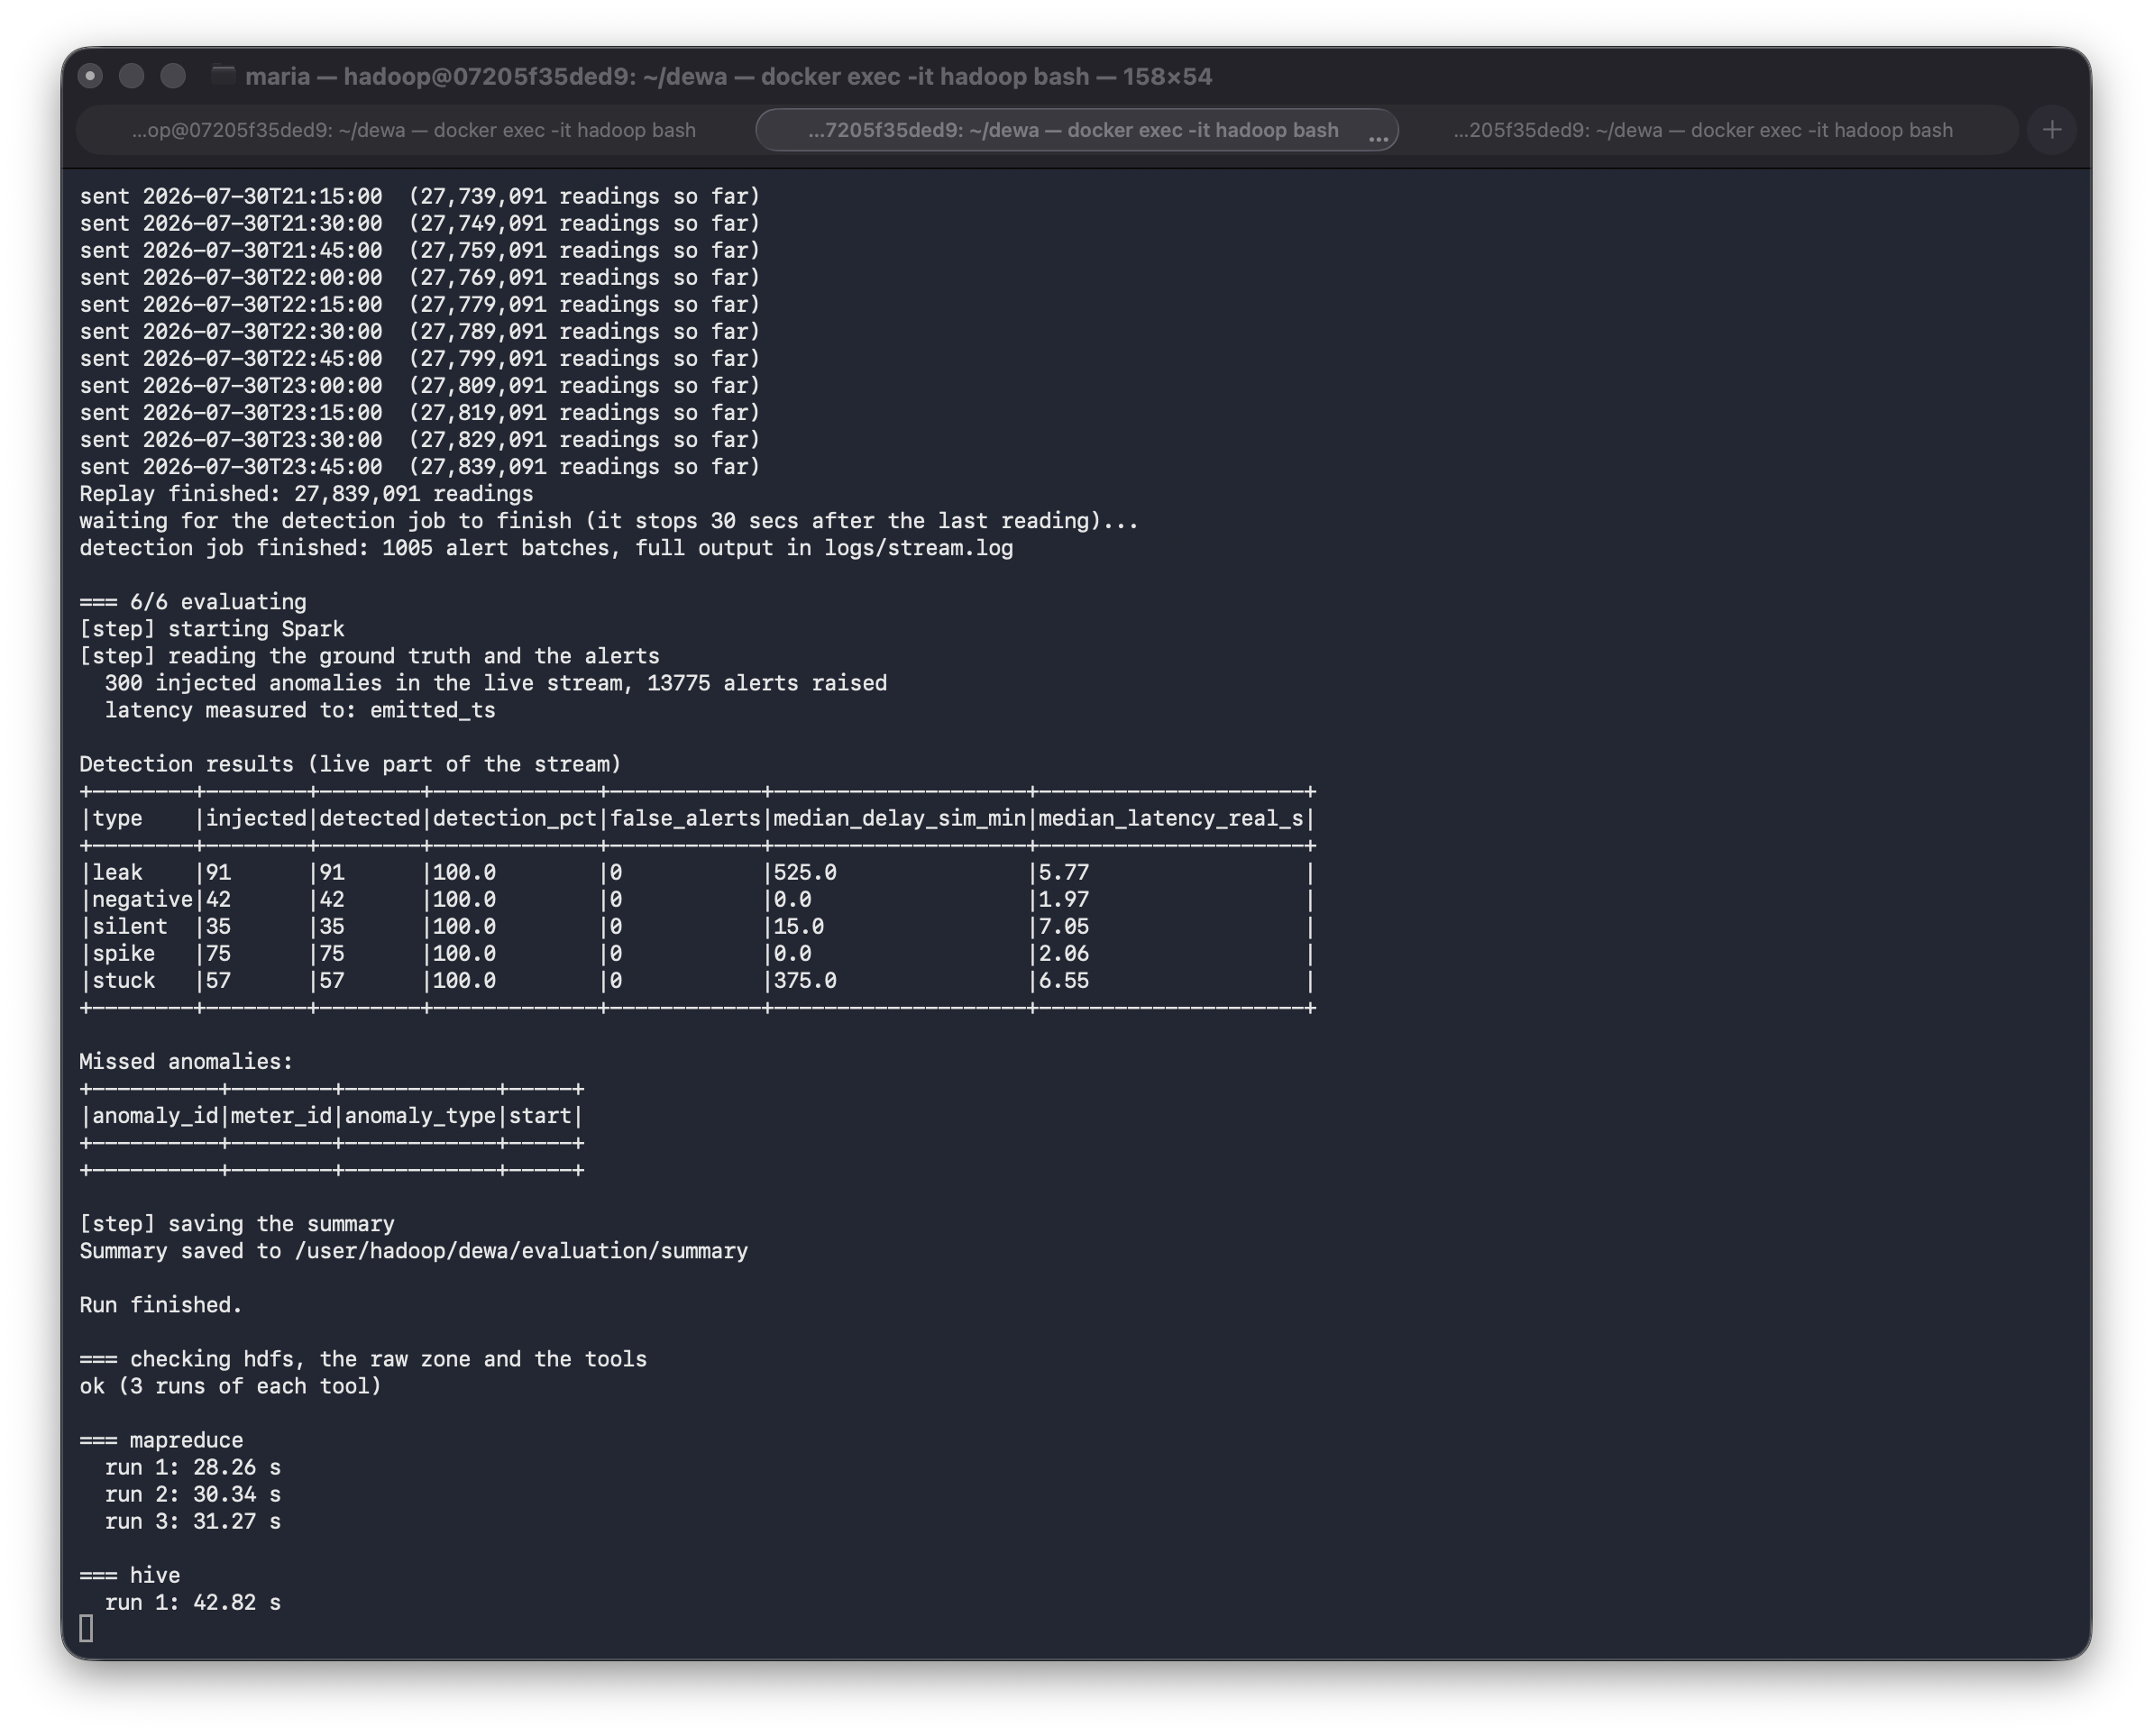 maria — hadoop@07205f35ded9: ~/dewa — docker exec -it hadoop bash — 158×54
...op@07205f35ded9: ~/dewa — docker exec -it hadoop bash
...7205f35ded9: ~/dewa — docker exec -it hadoop bash ...
...205f35ded9: ~/dewa — docker exec -it hadoop bash
+
sent 2026-07-30T21:15:00  (27,739,091 readings so far)
sent 2026-07-30T21:30:00  (27,749,091 readings so far)
sent 2026-07-30T21:45:00  (27,759,091 readings so far)
sent 2026-07-30T22:00:00  (27,769,091 readings so far)
sent 2026-07-30T22:15:00  (27,779,091 readings so far)
sent 2026-07-30T22:30:00  (27,789,091 readings so far)
sent 2026-07-30T22:45:00  (27,799,091 readings so far)
sent 2026-07-30T23:00:00  (27,809,091 readings so far)
sent 2026-07-30T23:15:00  (27,819,091 readings so far)
sent 2026-07-30T23:30:00  (27,829,091 readings so far)
sent 2026-07-30T23:45:00  (27,839,091 readings so far)
Replay finished: 27,839,091 readings
waiting for the detection job to finish (it stops 30 secs after the last reading)...
detection job finished: 1005 alert batches, full output in logs/stream.log

=== 6/6 evaluating
[step] starting Spark
[step] reading the ground truth and the alerts
  300 injected anomalies in the live stream, 13775 alerts raised
  latency measured to: emitted_ts

Detection results (live part of the stream)
+--------+--------+--------+-------------+------------+--------------------+---------------------+
|type    |injected|detected|detection_pct|false_alerts|median_delay_sim_min|median_latency_real_s|
+--------+--------+--------+-------------+------------+--------------------+---------------------+
|leak    |91      |91      |100.0        |0           |525.0               |5.77                 |
|negative|42      |42      |100.0        |0           |0.0                 |1.97                 |
|silent  |35      |35      |100.0        |0           |15.0                |7.05                 |
|spike   |75      |75      |100.0        |0           |0.0                 |2.06                 |
|stuck   |57      |57      |100.0        |0           |375.0               |6.55                 |
+--------+--------+--------+-------------+------------+--------------------+---------------------+

Missed anomalies:
+----------+--------+------------+-----+
|anomaly_id|meter_id|anomaly_type|start|
+----------+--------+------------+-----+
+----------+--------+------------+-----+

[step] saving the summary
Summary saved to /user/hadoop/dewa/evaluation/summary

Run finished.

=== checking hdfs, the raw zone and the tools
ok (3 runs of each tool)

=== mapreduce
  run 1: 28.26 s
  run 2: 30.34 s
  run 3: 31.27 s

=== hive
  run 1: 42.82 s